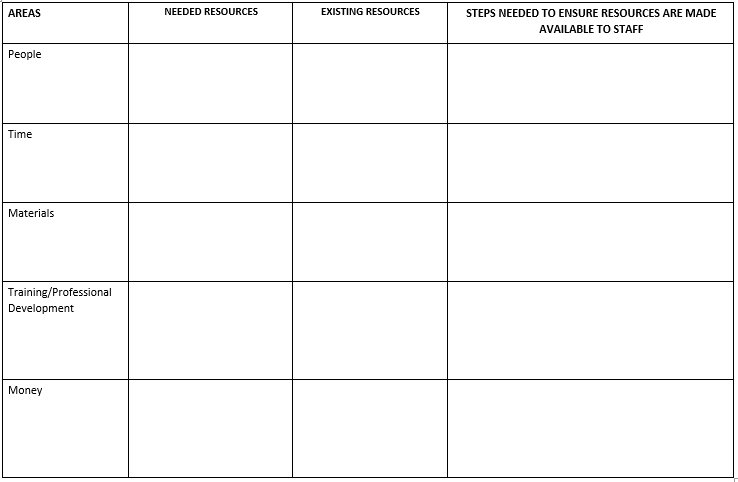 AREAS
NEEDED RESOURCES
EXISTING RESOURCES
STEPS NEEDED TO ENSURE RESOURCES ARE MADE
AVAILABLE TO STAFF
People
Time
Materials
Training/Professional
Development
Money